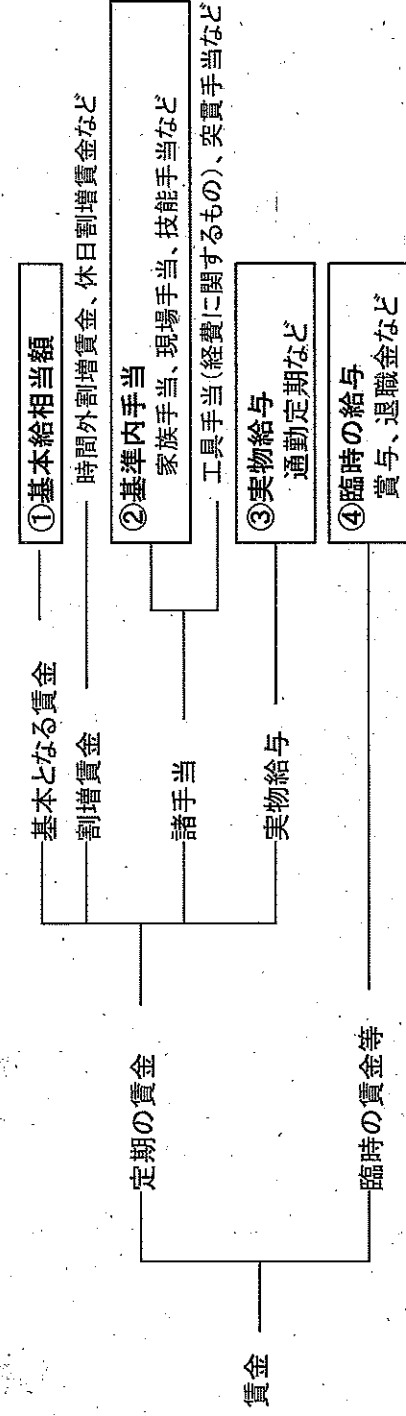 賃金
定期の賃金
基本となる賃金
①基本給相当額
割増賃金
時間外割増賃金、休日割増賃金など
諸手当
②基準内手当
家族手当、現場手当、技能手当など
工具手当(経費に関するもの)、突貫手当など
実物給与
③実物給与
通勤定期など
臨時の賃金等
④臨時の給与
賞与、退職金など